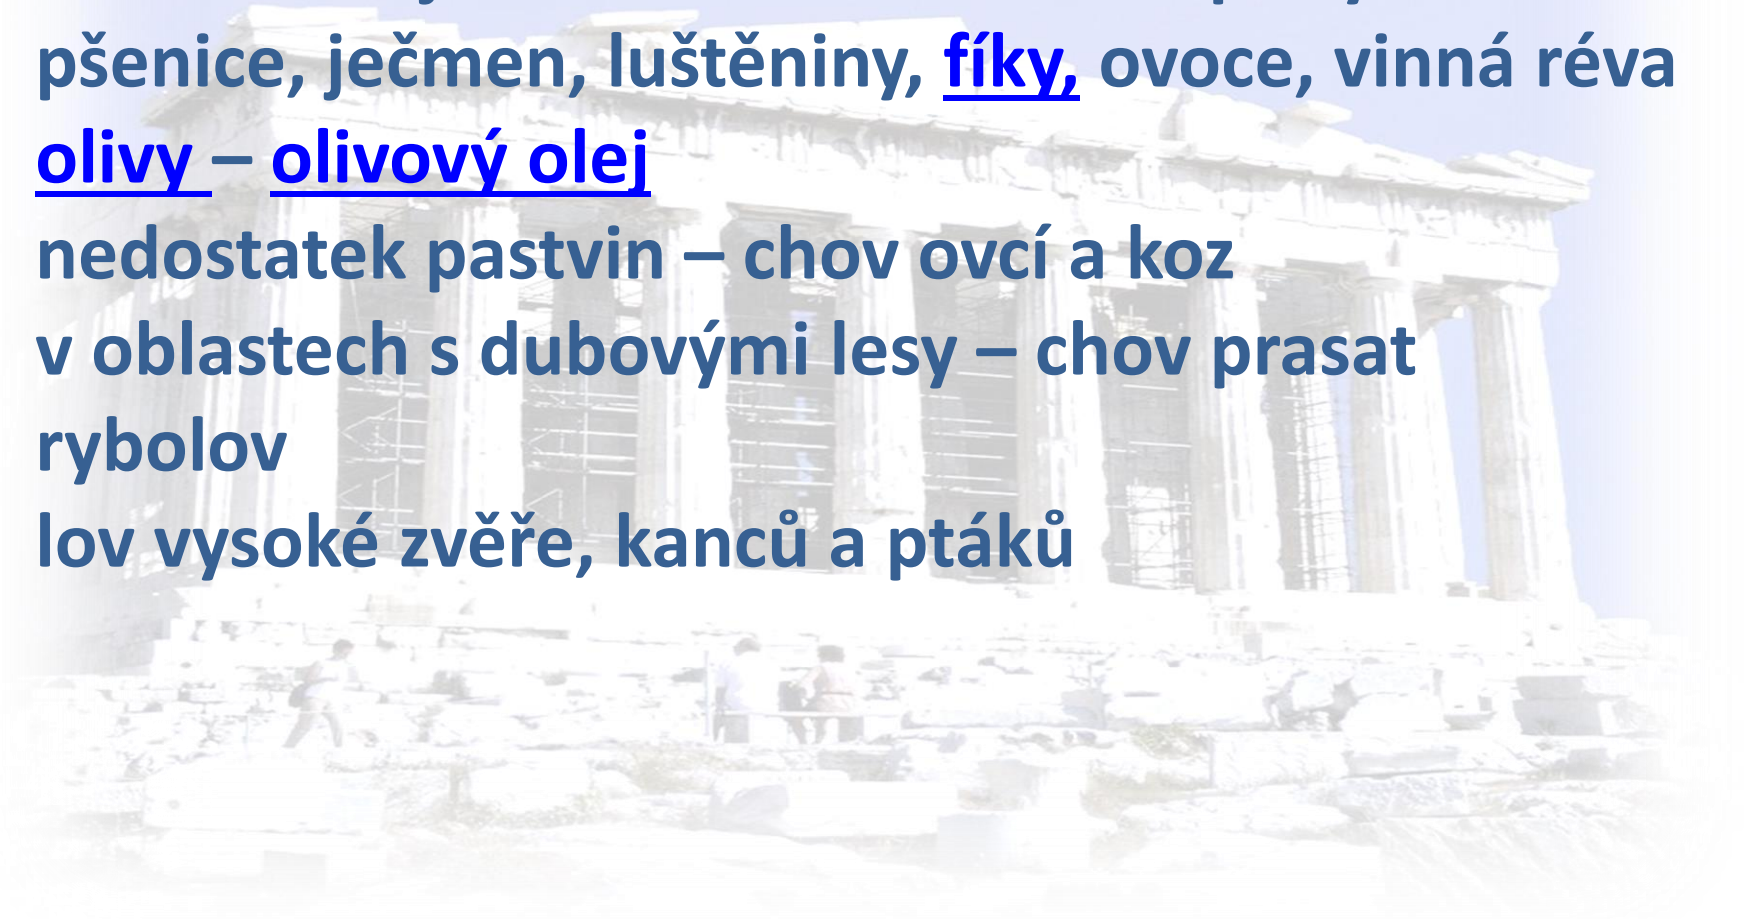 pšenice, ječmen, luštěniny, fíky, ovoce, vinná réva
olivy – olivový olej
nedostatek pastvin – chov ovcí a koz
v oblastech s dubovými lesy – chov prasat
rybolov
lov vysoké zvěře, kanců a ptáků